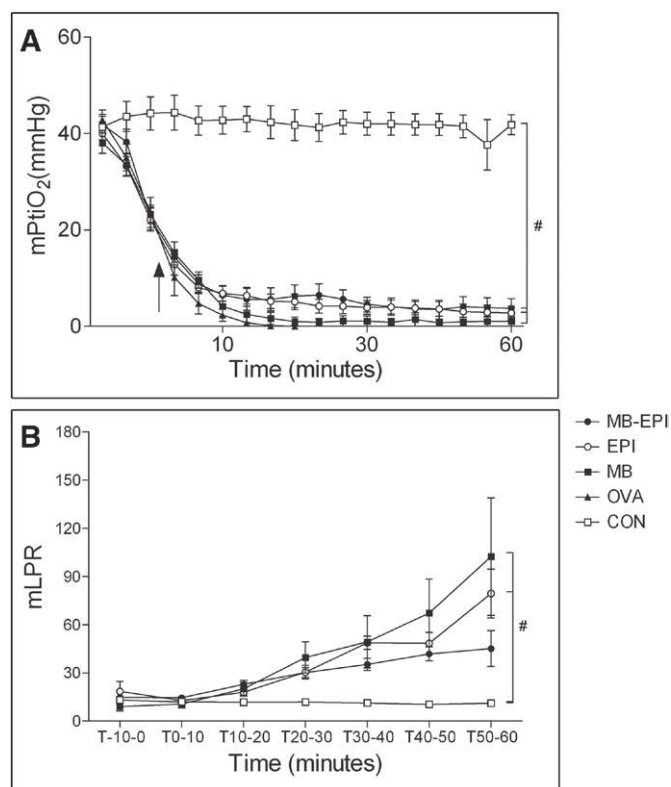 A
60
40
20
0
mPtiO2(mmHg)
#
10 30 60
Time (minutes)
B
180
150
120
90
60
30
0
mLPR
#
T-10-0 T0-10 T10-20 T20-30 T30-40 T40-50 T50-60
Time (minutes)
MB-EPI
EPI
MB
OVA
CON